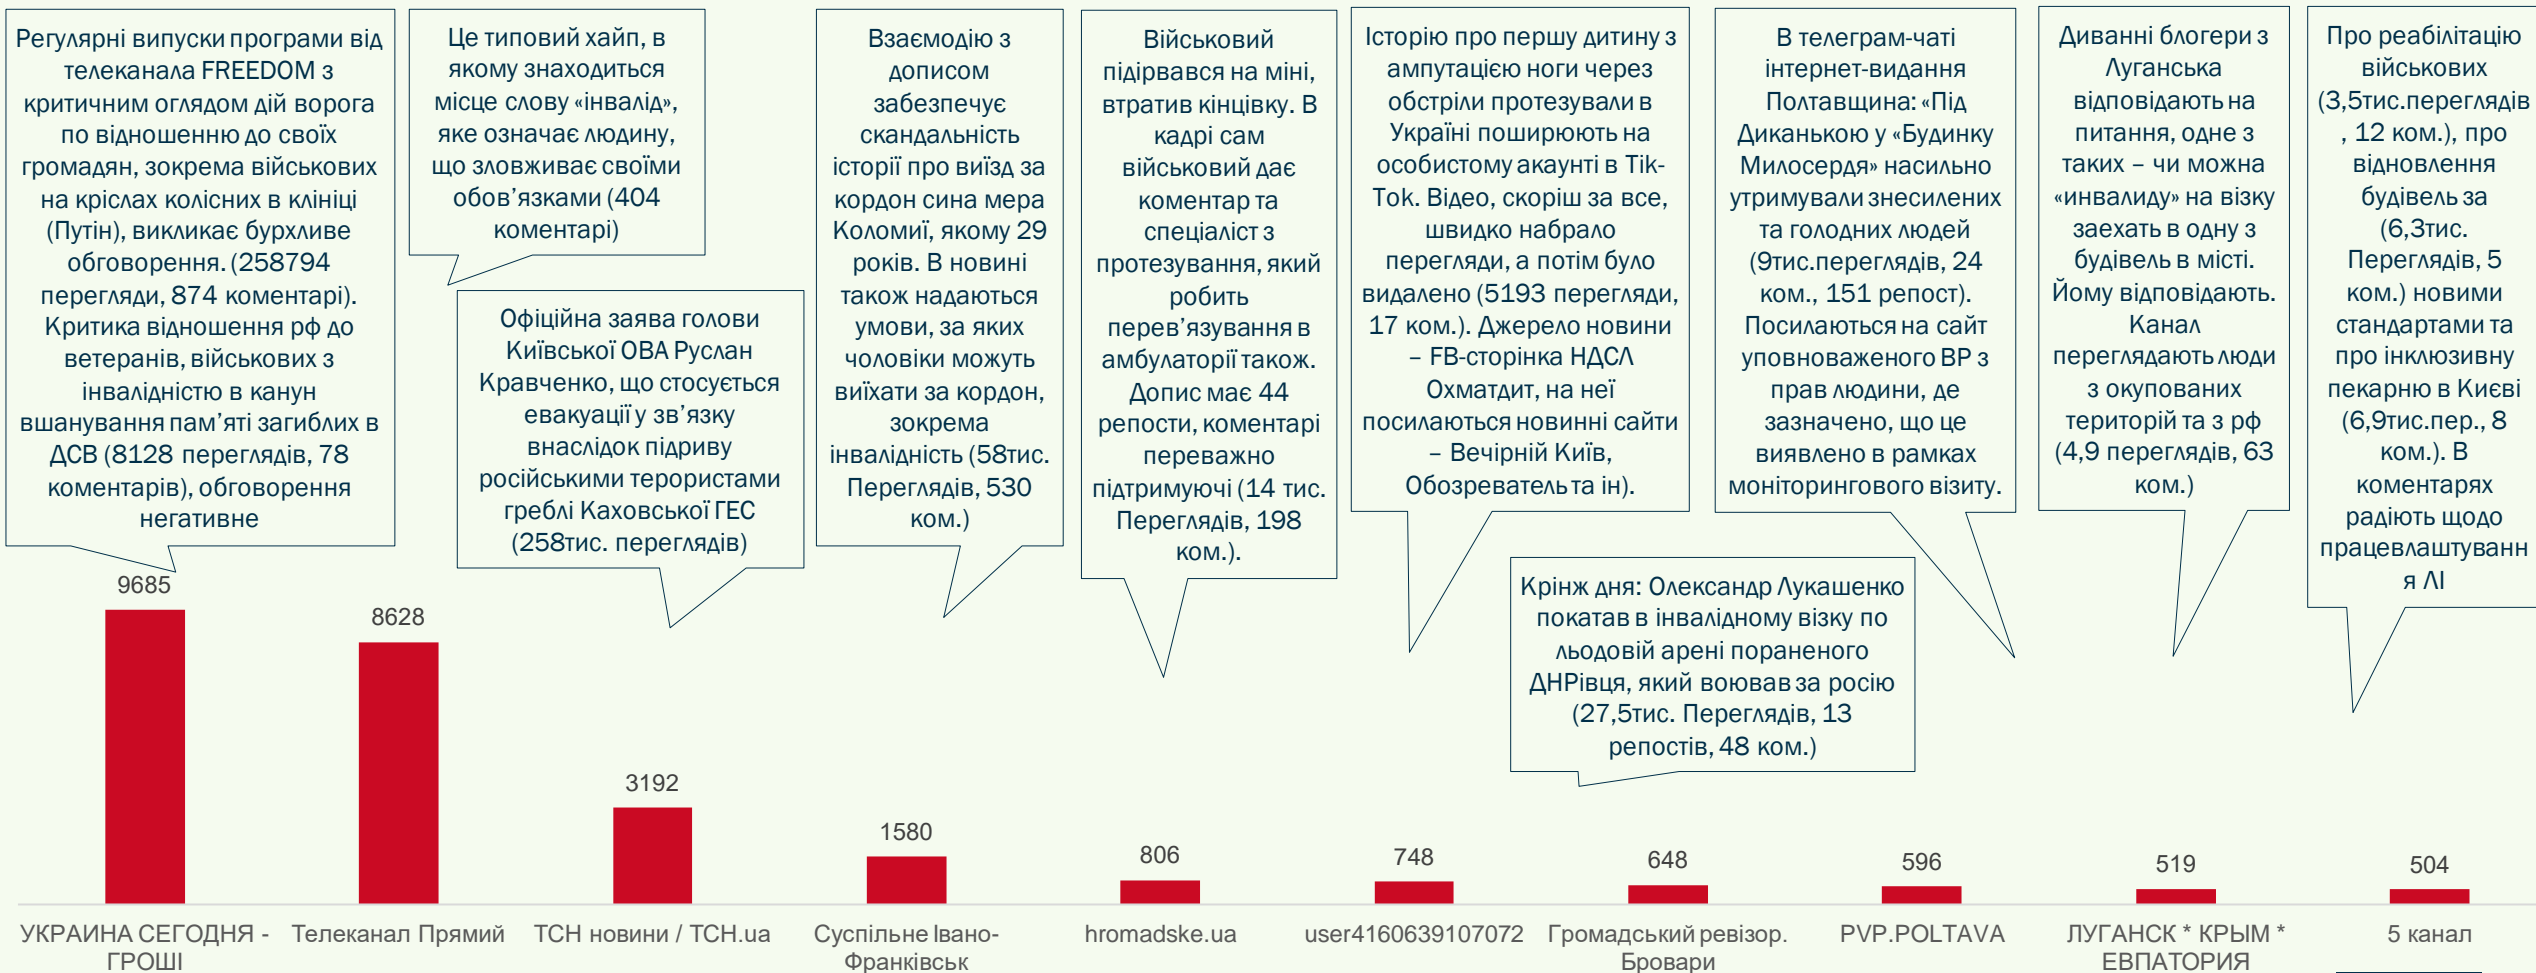 Регулярні випуски програми від
телеканала FREEDOM з
критичним оглядом дій ворога
по відношенню до своїх
громадян, зокрема військових
на кріслах колісних в клініці
(Путін), викликає бурхливе
обговорення. (258794
перегляди, 874 коментарі).
Критика відношення рф до
ветеранів, військових з
інвалідністю в канун
вшанування пам’яті загиблих в
ДСВ (8128 переглядів, 78
коментарів), обговорення
негативне
Це типовий хайп, в
якому знаходиться
місце слову «інвалід»,
яке означає людину,
що зловживає своїми
обов’язками (404
коментарі)
Офіційна заява голови
Київської ОВА Руслан
Кравченко, що стосується
евакуації у зв’язку
внаслідок підриву
російськими терористами
греблі Каховської ГЕС
(258тис. переглядів)
Взаємодію з
дописом
забезпечує
скандальність
історії про виїзд за
кордон сина мера
Коломиї, якому 29
років. В новині
також надаються
умови, за яких
чоловіки можуть
виїхати за кордон,
зокрема
інвалідність (58тис.
Переглядів, 530
ком.)
Військовий
підірвався на міні,
втратив кінцівку. В
кадрі сам
військовий дає
коментар та
спеціаліст з
протезування, який
робить
перев’язування в
амбулаторії також.
Допис має 44
репости, коментарі
переважно
підтримуючі (14 тис.
Переглядів, 198
ком.).
Історію про першу дитину з
ампутацією ноги через
обстріли протезували в
Україні поширюють на
особистому акаунті в Tik-
Tok. Відео, скоріш за все,
швидко набрало
перегляди, а потім було
видалено (5193 перегляди,
17 ком.). Джерело новини
– FB-сторінка НДСЛ
Охматдит, на неї
посилаються новинні сайти
– Вечірній Київ,
Обозреватель та ін).
В телеграм-чаті
інтернет-видання
Полтавщина: «Під
Диканькою у «Будинку
Милосердя» насильно
утримували знесилених
та голодних людей
(9тис.переглядів, 24
ком., 151 репост).
Посилаються на сайт
уповноваженого ВР з
прав людини, де
зазначено, що це
виявлено в рамках
моніторингового візиту.
Диванні блогери з
Луганська
відповідають на
питання, одне з
таких – чи можна
«инвалиду» на візку
заехать в одну з
будівель в місті.
Йому відповідають.
Канал
переглядають люди
з окупованих
територій та з рф
(4,9 переглядів, 63
ком.)
Про реабілітацію
військових
(3,5тис.переглядів
, 12 ком.), про
відновлення
будівель за
(6,3тис.
Переглядів, 5
ком.) новими
стандартами та
про інклюзивну
пекарню в Києві
(6,9тис.пер., 8
ком.). В
коментарях
радіють щодо
працевлаштуванн
я ЛІ
Крінж дня: Олександр Лукашенко
покатав в інвалідному візку по
льодовій арені пораненого
ДНРівця, який воював за росію
(27,5тис. Переглядів, 13
репостів, 48 ком.)
9685
8628
3192
1580
806
748
648
596
519
504
УКРАИНА СЕГОДНЯ -
ГРОШІ
Телеканал Прямий
ТСН новини / ТСН.ua
Суспільне Івано-
Франківськ
hromadske.ua
user4160639107072
Громадський ревізор.
Бровари
PVP.POLTAVA
ЛУГАНСК * КРЫМ *
ЕВПАТОРИЯ
5 канал